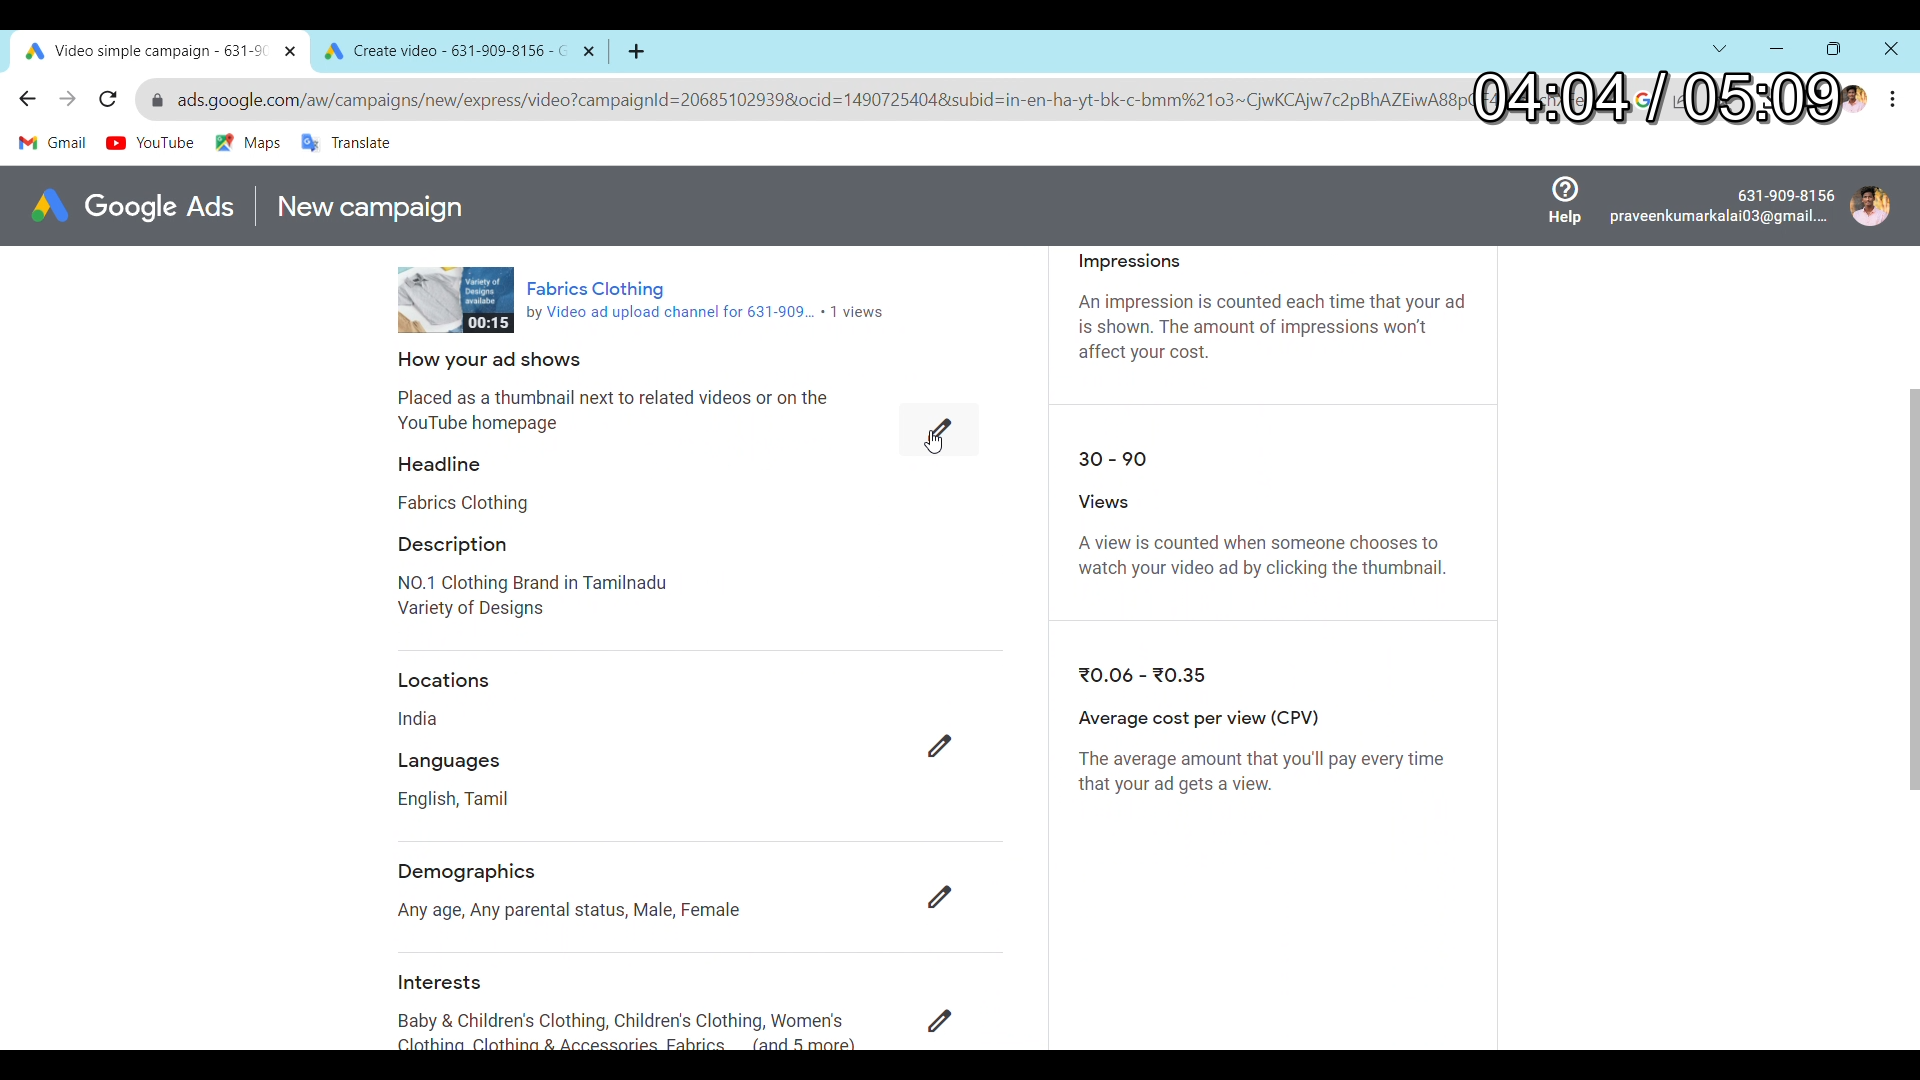 Video simple campaign - 631-90
Create video - 631-909-8156 - G
ads.google.com/aw/campaigns/new/express/video?campaignId=20685102939&ocid=1490725404&subid=in-en-ha-yt-bk-c-bmm%21o3~CjwKCAjw7c2pBhAZEiwA88p
04:04 / 05:09
Gmail
YouTube
Maps
Translate
Google Ads
New campaign
Help
631-909-8156
praveenkumarkalai03@gmail....
Variety of
Designs
availabe
00:15
Fabrics Clothing
by Video ad upload channel for 631-909... • 1 views
How your ad shows
Placed as a thumbnail next to related videos or on the
YouTube homepage
Headline
Fabrics Clothing
Description
NO.1 Clothing Brand in Tamilnadu
Variety of Designs
Locations
India
Languages
English, Tamil
Demographics
Any age, Any parental status, Male, Female
Interests
Baby & Children's Clothing, Children's Clothing, Women's
Clothing, Clothing & Accessories, Fabrics, ... (and 5 more)
Impressions
An impression is counted each time that your ad
is shown. The amount of impressions won't
affect your cost.
30 - 90
Views
A view is counted when someone chooses to
watch your video ad by clicking the thumbnail.
₹0.06 - ₹0.35
Average cost per view (CPV)
The average amount that you'll pay every time
that your ad gets a view.